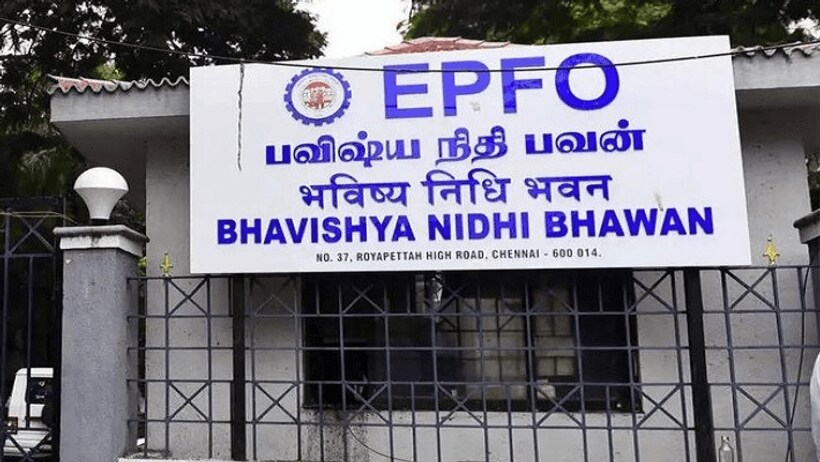 EPFO
பவிஷ்ய நிதி பவன்
भविष्य निधि भवन
BHAVISHYA NIDHI BHAWAN
NO. 37, ROYAPETTAH HIGH ROAD, CHENNAI - 600 014.